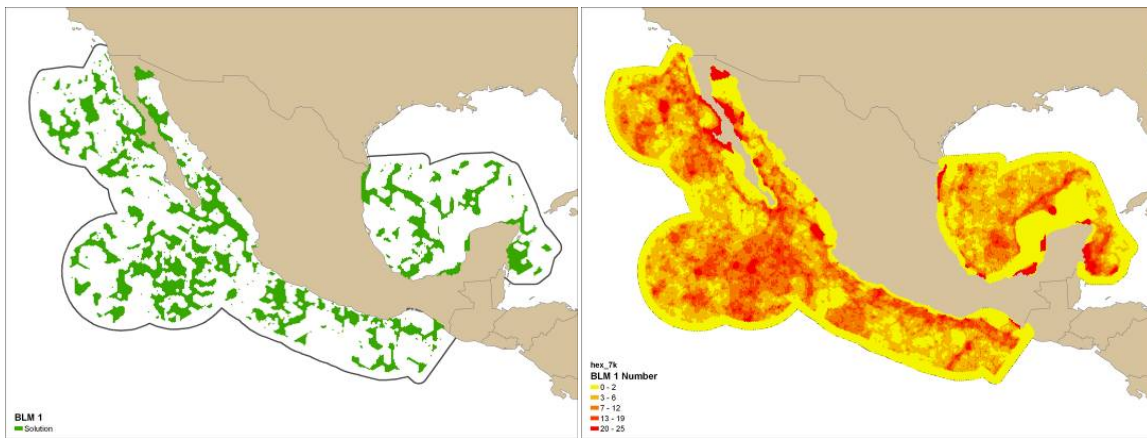 BLM 1
Solution
hex_7k
BLM 1 Number
0 - 2
3 - 6
7 - 12
13 - 19
20 - 25